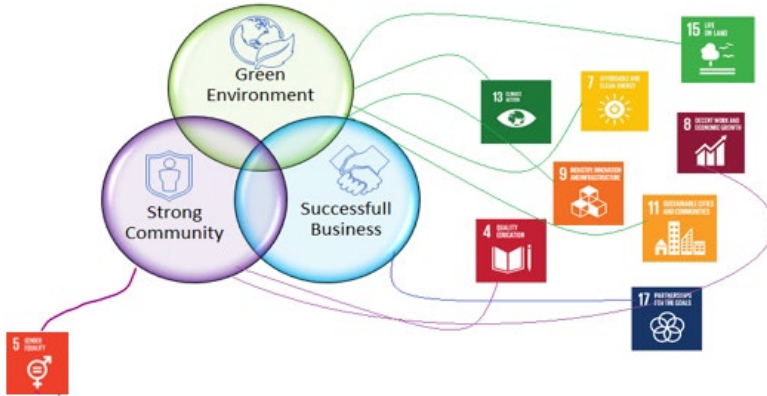 Green
Environment
Strong
Community
Successfull
Business
15 LIFE
ON LAND
13 CLIMATE
ACTION
7 AFFORDABLE AND
CLEAN ENERGY
8 DECENT WORK AND
ECONOMIC GROWTH
9 INDUSTRY, INNOVATION
AND INFRASTRUCTURE
11 SUSTAINABLE CITIES
AND COMMUNITIES
4 QUALITY
EDUCATION
17 PARTNERSHIPS
FOR THE GOALS
5 GENDER
EQUALITY